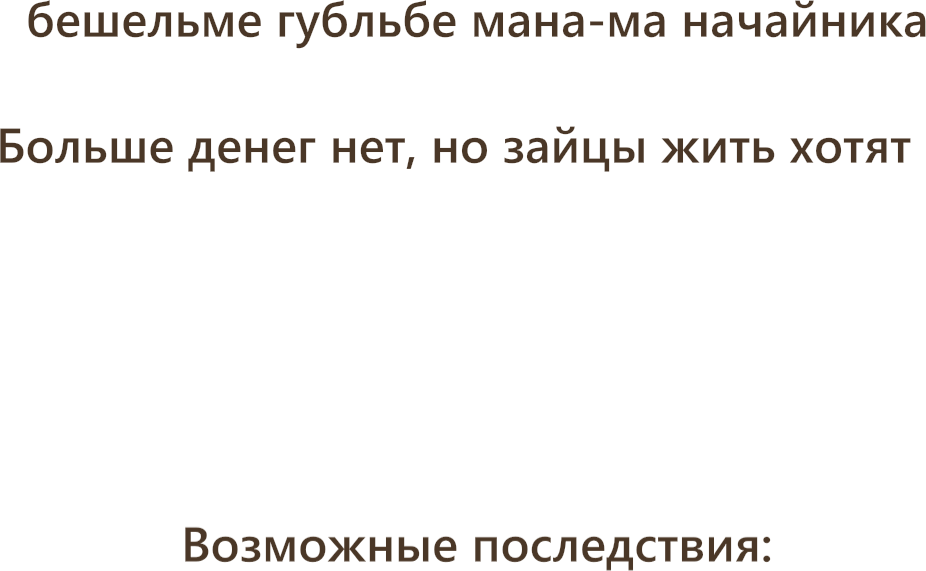 бешельме губльбе мана-ма начайника
Больше денег нет, но зайцы жить хотят
Возможные последствия: